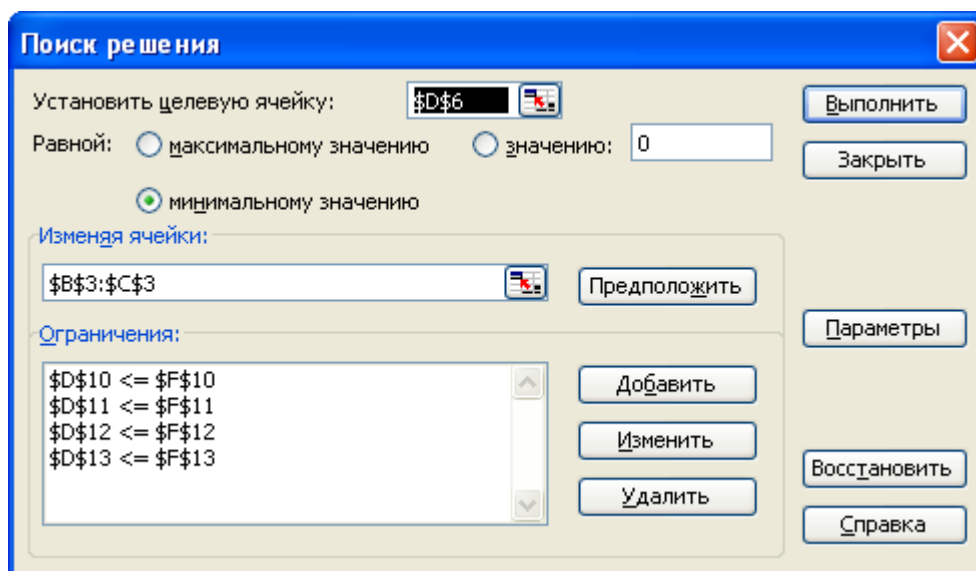 Поиск решения
Установить целевую ячейку: $D$6
Выполнить
Равной: максимальному значению значению: 0
Закрыть
минимальному значению
Изменяя ячейки:
$B$3:$C$3
Предположить
Параметры
Ограничения:
$D$10 <= $F$10
$D$11 <= $F$11
$D$12 <= $F$12
$D$13 <= $F$13
Добавить
Изменить
Удалить
Восстановить
Справка